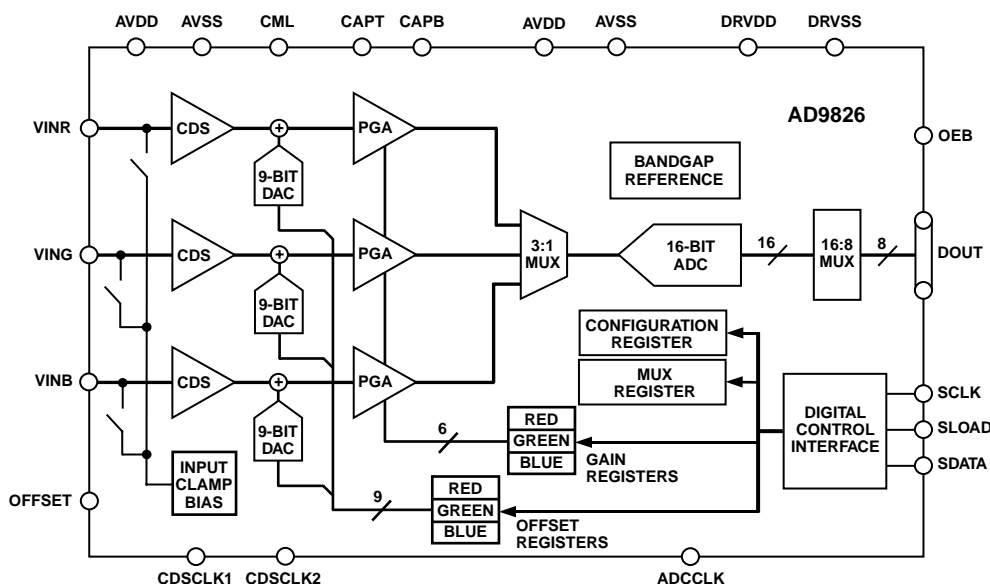 AVDD AVSS CML CAPT CAPB AVDD AVSS DRVDD DRVSS
AD9826
VINR
CDS
+
PGA
OEB
9-BIT
DAC
BANDGAP
REFERENCE
VING
CDS
+
PGA
3:1
MUX
16-BIT
ADC
16
16:8
MUX
8
DOUT
9-BIT
DAC
CONFIGURATION
REGISTER
VINB
CDS
+
PGA
MUX
REGISTER
9-BIT
DAC
6
RED
GREEN
BLUE
GAIN
REGISTERS
DIGITAL
CONTROL
INTERFACE
SCLK
SLOAD
SDATA
INPUT
CLAMP
BIAS
OFFSET
9
RED
GREEN
BLUE
OFFSET
REGISTERS
CDSCLK1 CDSCLK2 ADCCLK